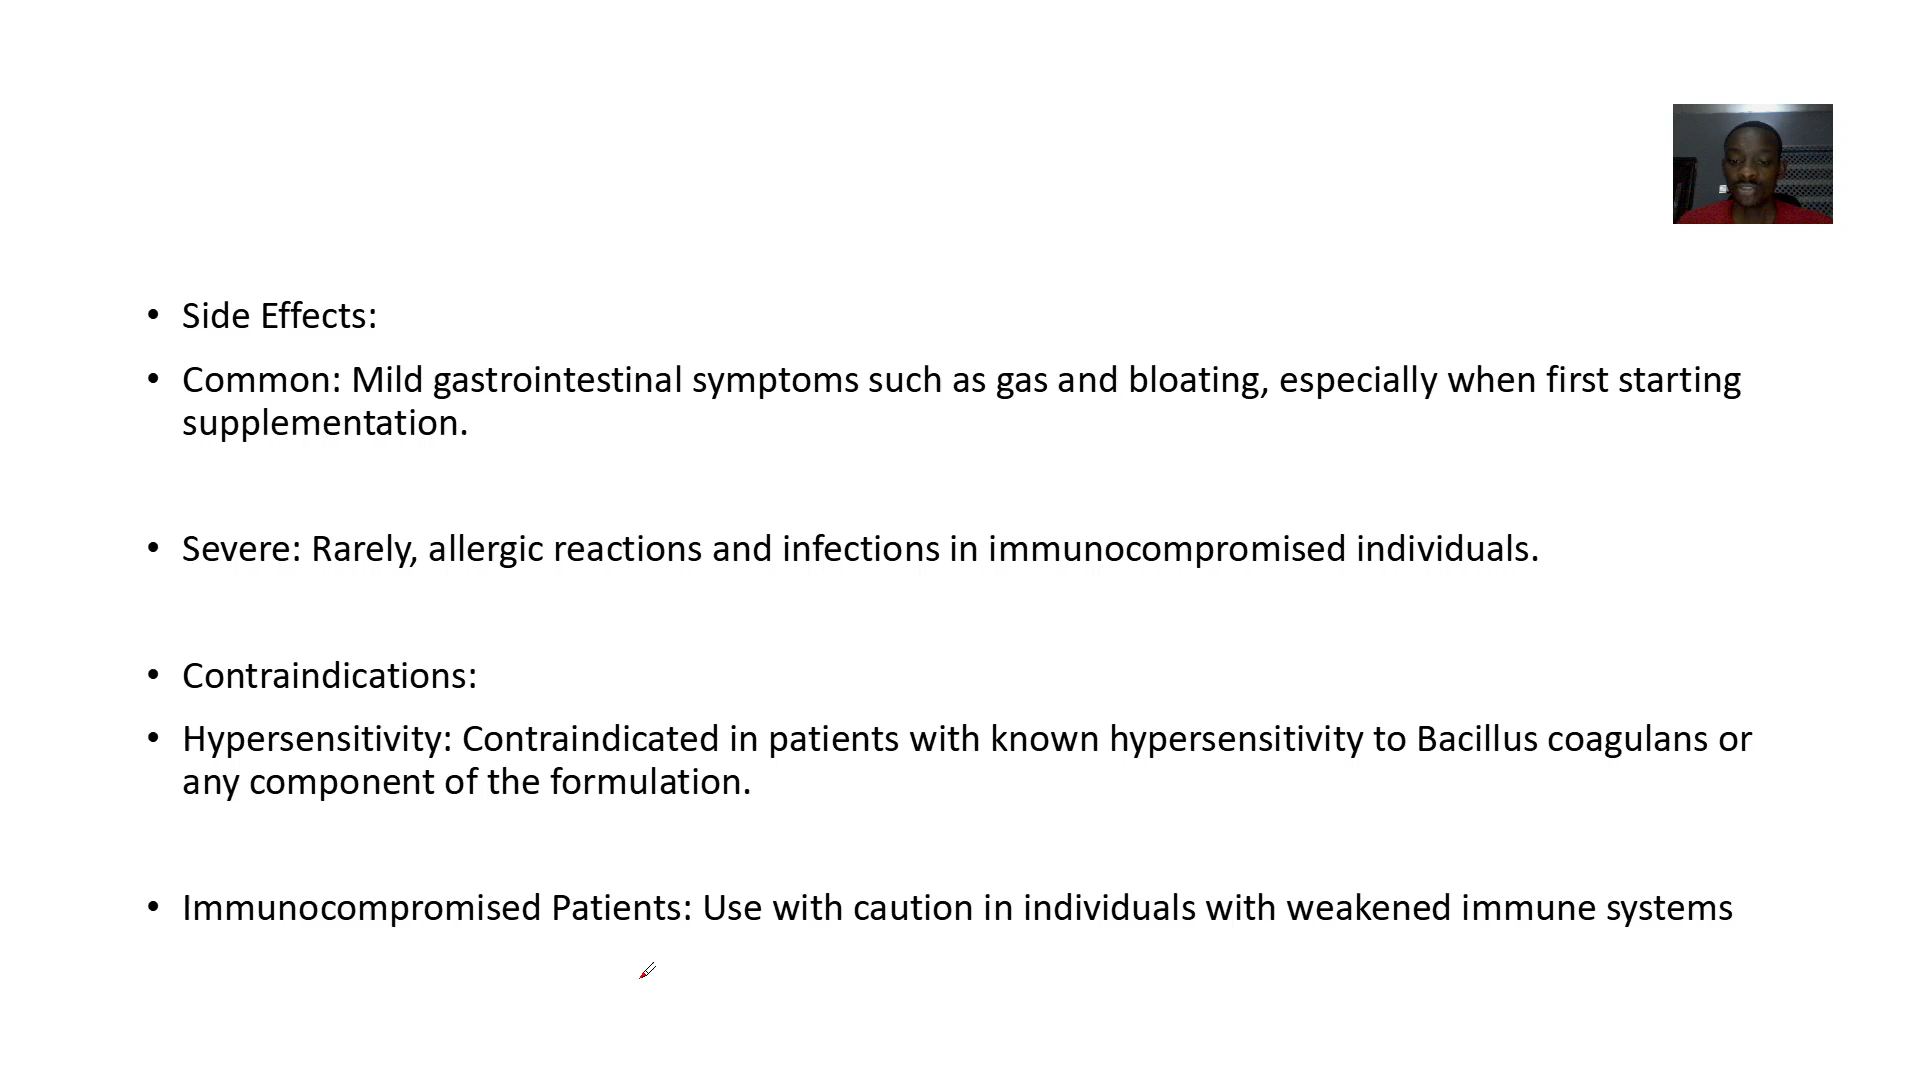 • Side Effects:
• Common: Mild gastrointestinal symptoms such as gas and bloating, especially when first starting
supplementation.
• Severe: Rarely, allergic reactions and infections in immunocompromised individuals.
• Contraindications:
• Hypersensitivity: Contraindicated in patients with known hypersensitivity to Bacillus coagulans or
any component of the formulation.
• Immunocompromised Patients: Use with caution in individuals with weakened immune systems